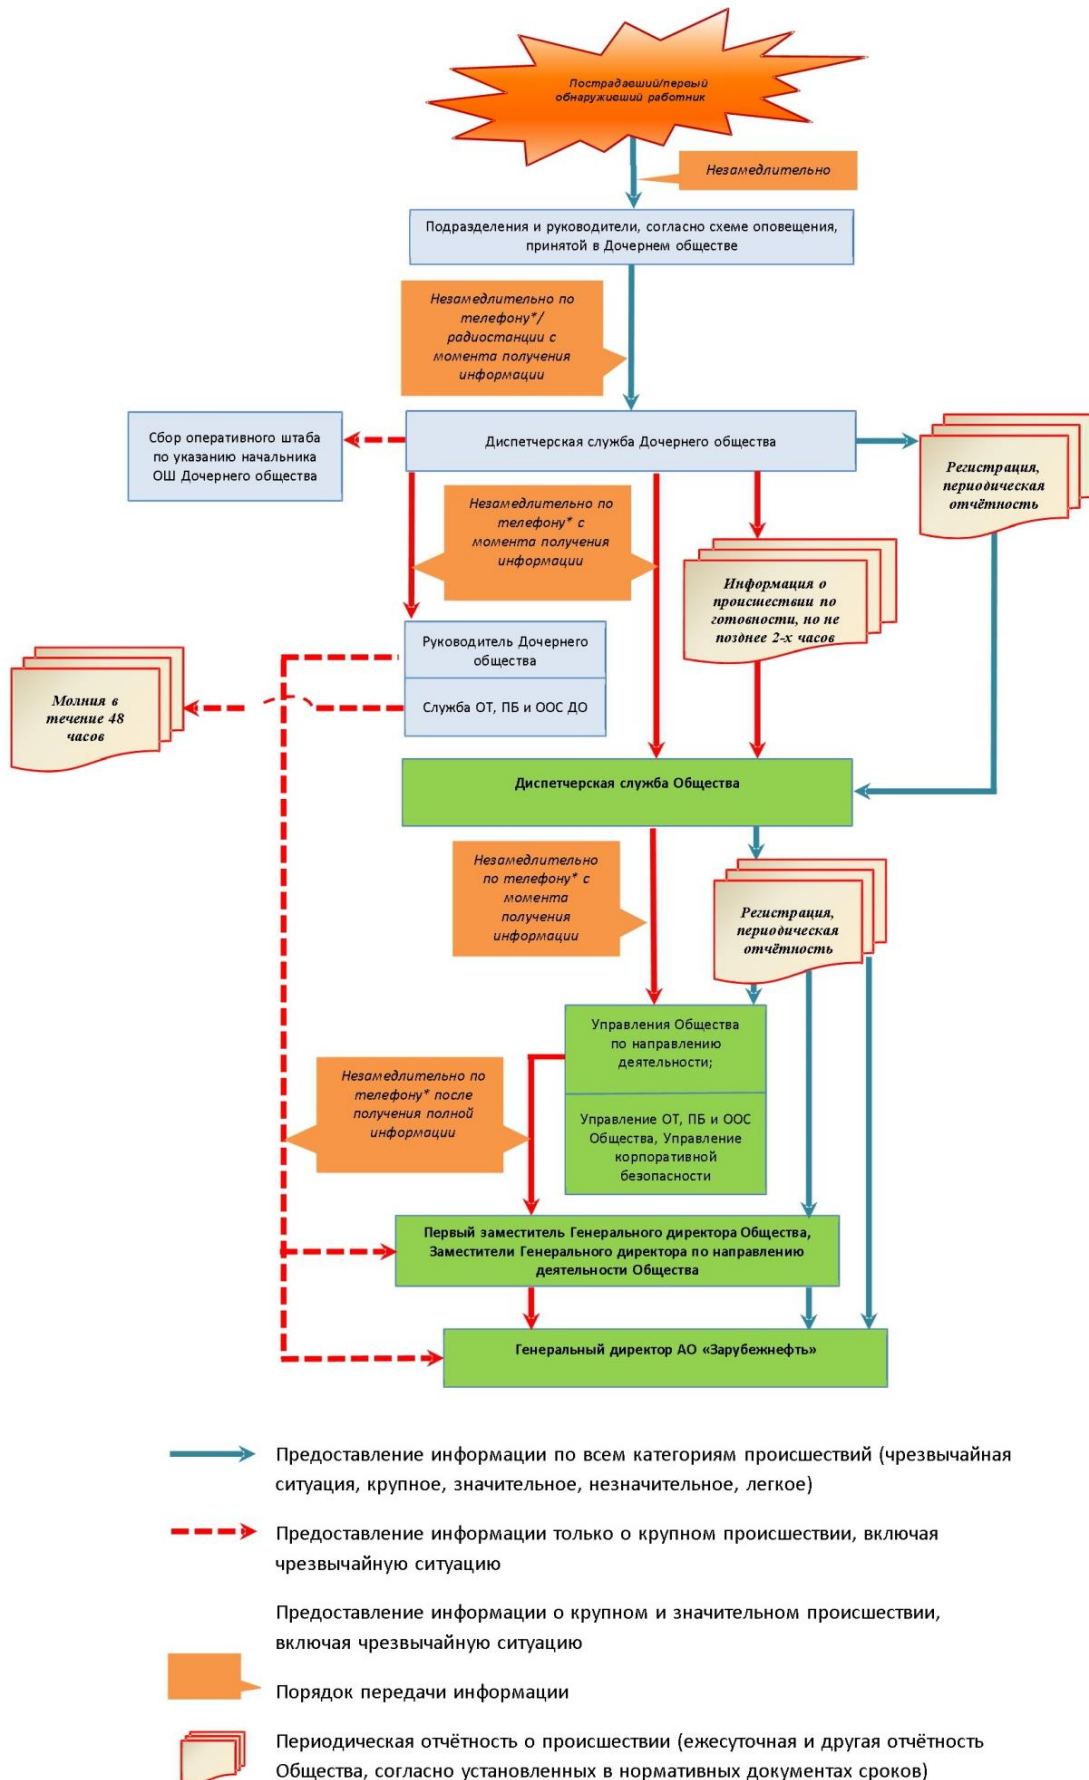 Пострадавший/первый
обнаруживший работник
Незамедлительно
Подразделения и руководители, согласно схеме оповещения,
принятой в Дочернем обществе
Незамедлительно по
телефону*/
радиостанции с
момента получения
информации
Сбор оперативного штаба
по указанию начальника
ОШ Дочернего общества
Диспетчерская служба Дочернего общества
Регистрация,
периодическая
отчётность
Незамедлительно по
телефону* с
момента получения
информации
Информация о
происшествии по
готовности, но не
позднее 2-х часов
Руководитель Дочернего
общества
Служба ОТ, ПБ и ООС ДО
Молния в
течение 48
часов
Диспетчерская служба Общества
Незамедлительно
по телефону* с
момента
получения
информации
Регистрация,
периодическая
отчётность
Управления Общества
по направлению
деятельности;
Управление ОТ, ПБ и ООС
Общества, Управление
корпоративной
безопасности
Незамедлительно по
телефону* после
получения полной
информации
Первый заместитель Генерального директора Общества,
Заместители Генерального директора по направлению
деятельности Общества
Генеральный директор АО «Зарубежнефть»
Предоставление информации по всем категориям происшествий (чрезвычайная
ситуация, крупное, значительное, незначительное, легкое)
Предоставление информации только о крупном происшествии, включая
чрезвычайную ситуацию
Предоставление информации о крупном и значительном происшествии,
включая чрезвычайную ситуацию
Порядок передачи информации
Периодическая отчётность о происшествии (ежесуточная и другая отчётность
Общества, согласно установленных в нормативных документах сроков)